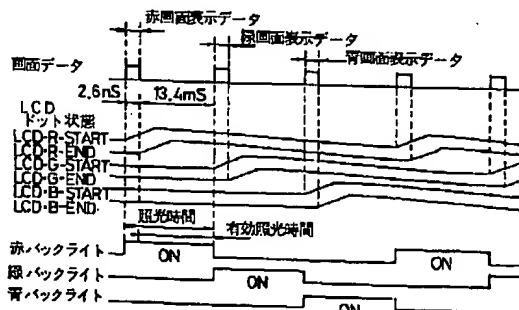 赤画面表示データ
緑画面表示データ
青画面表示データ
画面データ
2,6nS 13,4mS
LCD
ドット状態
LCD-R-START
LCD-R-END
LCD-G-START
LCD-G-END
LCD-B-START
LCD-B-END
照光時間
有効照光時間
赤バックライト ON ON
緑バックライト ON
青バックライト ON